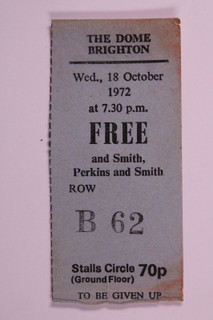 THE DOME
BRIGHTON
Wed., 18 October
1972
at 7.30 p.m.
FREE
and Smith,
Perkins and Smith
ROW
B 62
Stalls Circle 70p
(Ground Floor)
TO BE GIVEN UP